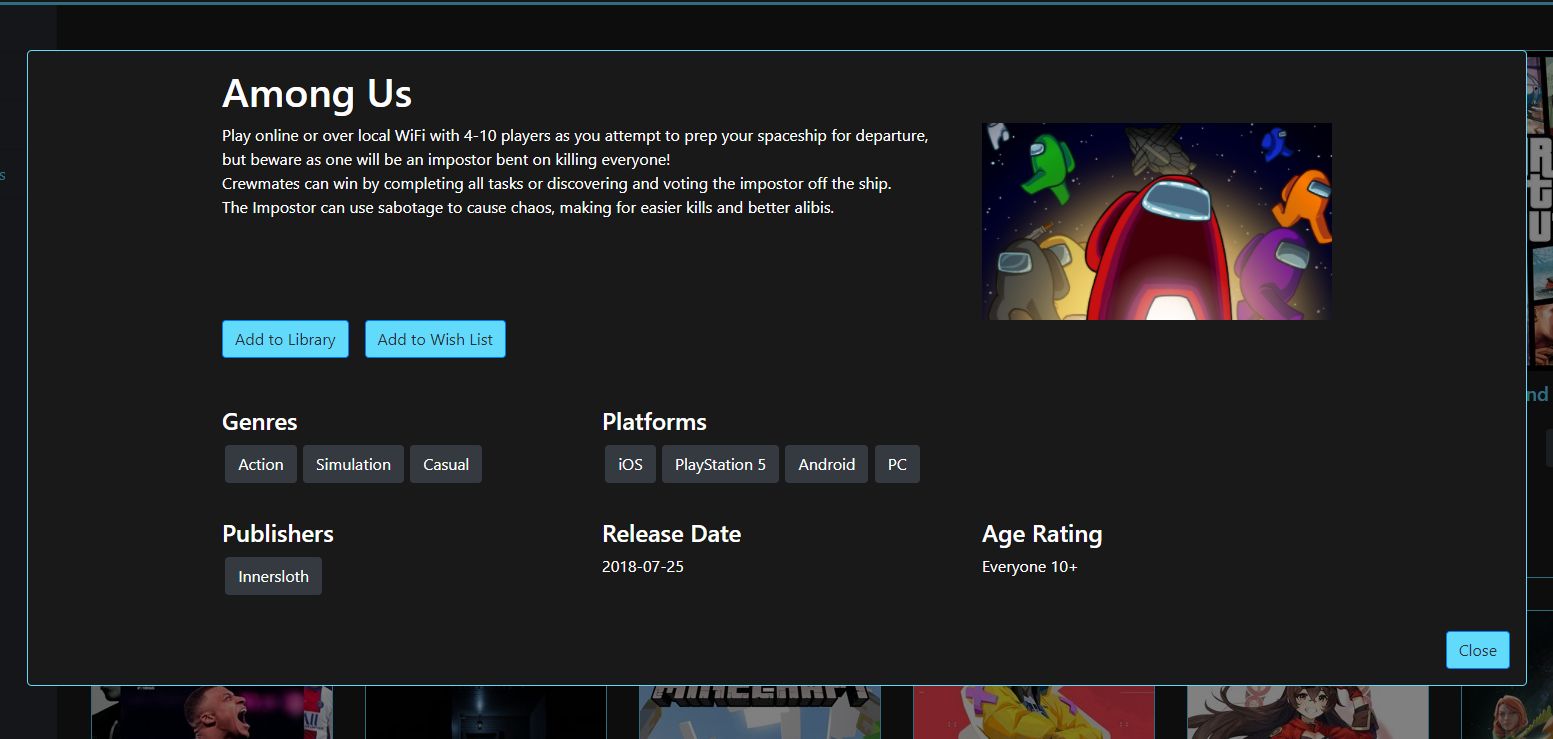 Among Us
Play online or over local WiFi with 4-10 players as you attempt to prep your spaceship for departure,
but beware as one will be an impostor bent on killing everyone!
Crewmates can win by completing all tasks or discovering and voting the impostor off the ship.
The Impostor can use sabotage to cause chaos, making for easier kills and better alibis.
Add to Library
Add to Wish List
Genres
Action
Simulation
Casual
Platforms
iOS
PlayStation 5
Android
PC
Publishers
Innersloth
Release Date
2018-07-25
Age Rating
Everyone 10+
Close
MINECRAFT